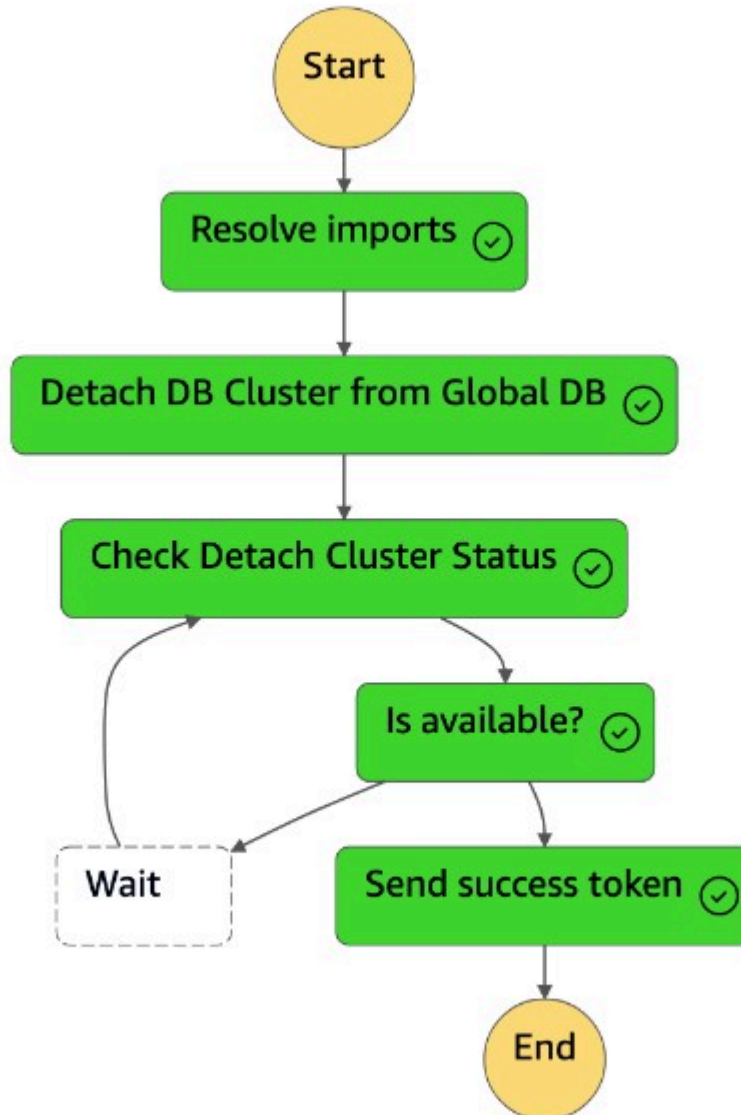 Start
Resolve imports
Detach DB Cluster from Global DB
Check Detach Cluster Status
Is available?
Wait
Send success token
End